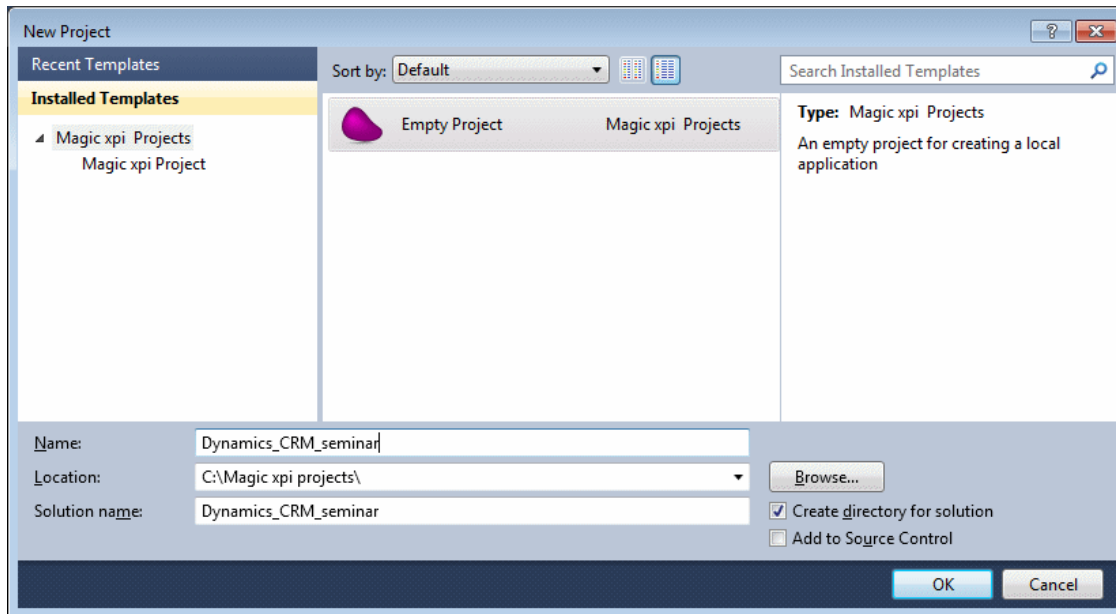 New Project
Recent Templates
Installed Templates
Magic xpi Projects
Magic xpi Project
Sort by: Default
Empty Project Magic xpi Projects
Search Installed Templates
Type: Magic xpi Projects
An empty project for creating a local
application
Name: Dynamics_CRM_seminar
Location: C:\Magic xpi projects\
Browse...
Solution name: Dynamics_CRM_seminar
Create directory for solution
Add to Source Control
OK Cancel